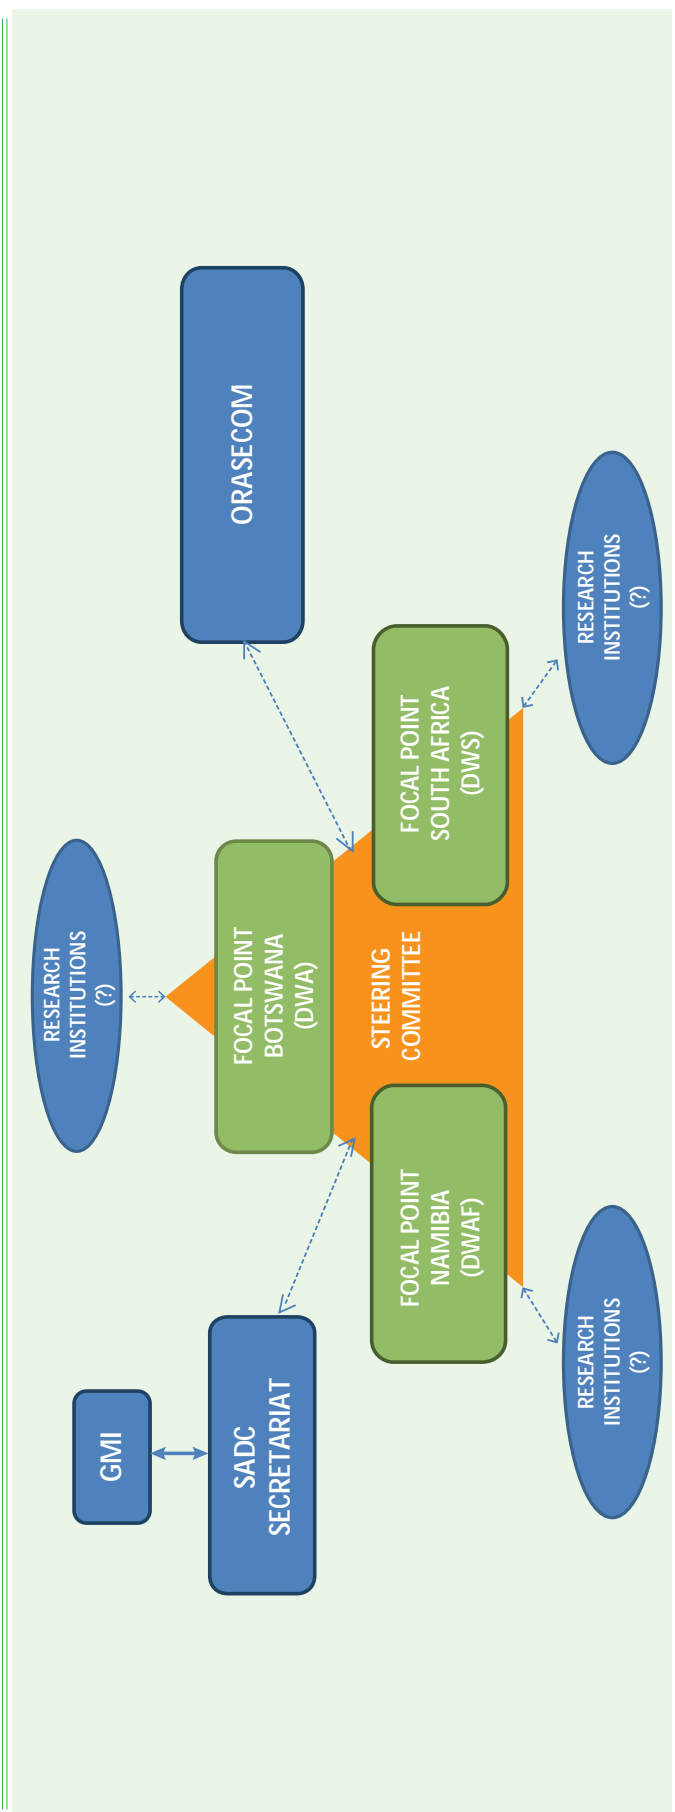 RESEARCH
INSTITUTIONS
(?)
GMI
SADC
SECRETARIAT
FOCAL POINT
BOTSWANA
(DWA)
ORASECOM
STEERING
COMMITTEE
FOCAL POINT
NAMIBIA
(DWAF)
FOCAL POINT
SOUTH AFRICA
(DWS)
RESEARCH
INSTITUTIONS
(?)
RESEARCH
INSTITUTIONS
(?)